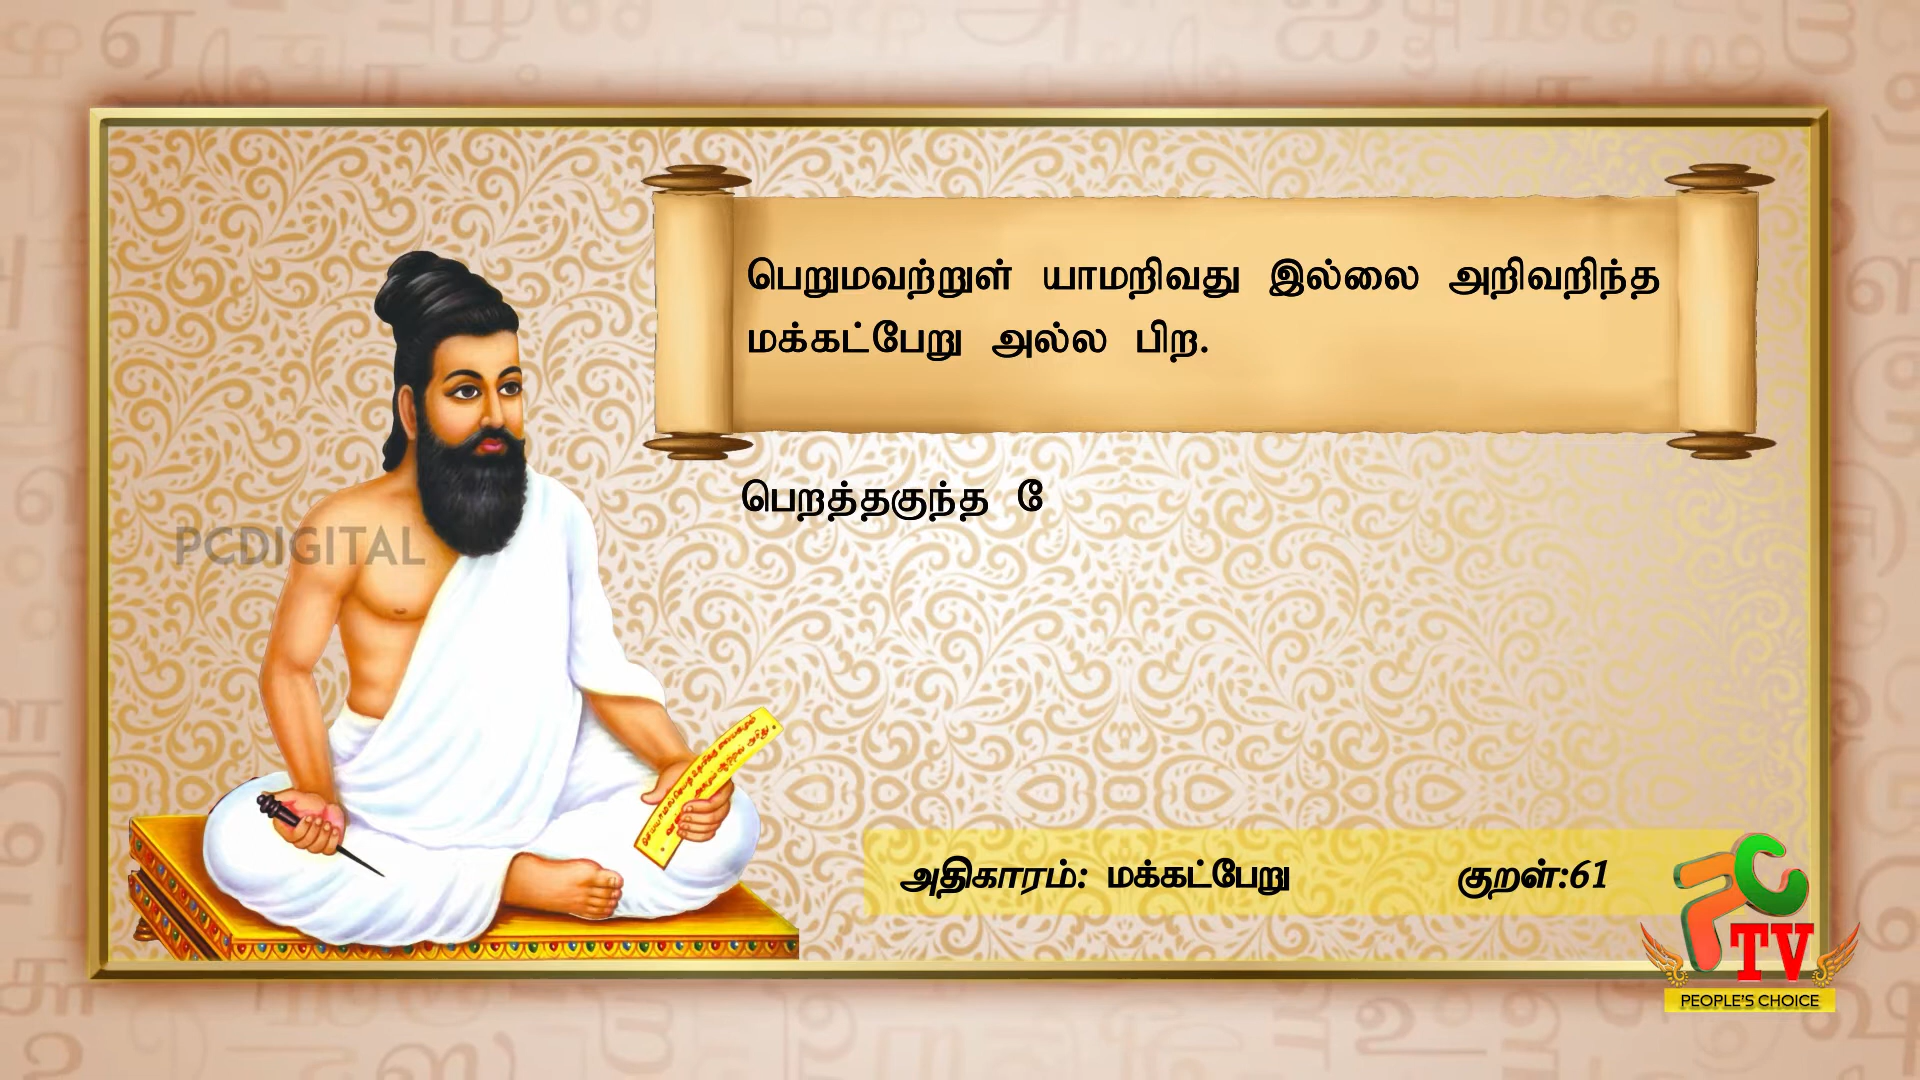 பெறுமவற்றுள் யாமறிவது இல்லை அறிவறிந்த
மக்கட்பேறு அல்ல பிற.
பெறத்தகுந்த பே
PCDIGITAL
அதிகாரம்: மக்கட்பேறு குறள்:61
PC
TV
PEOPLE'S CHOICE